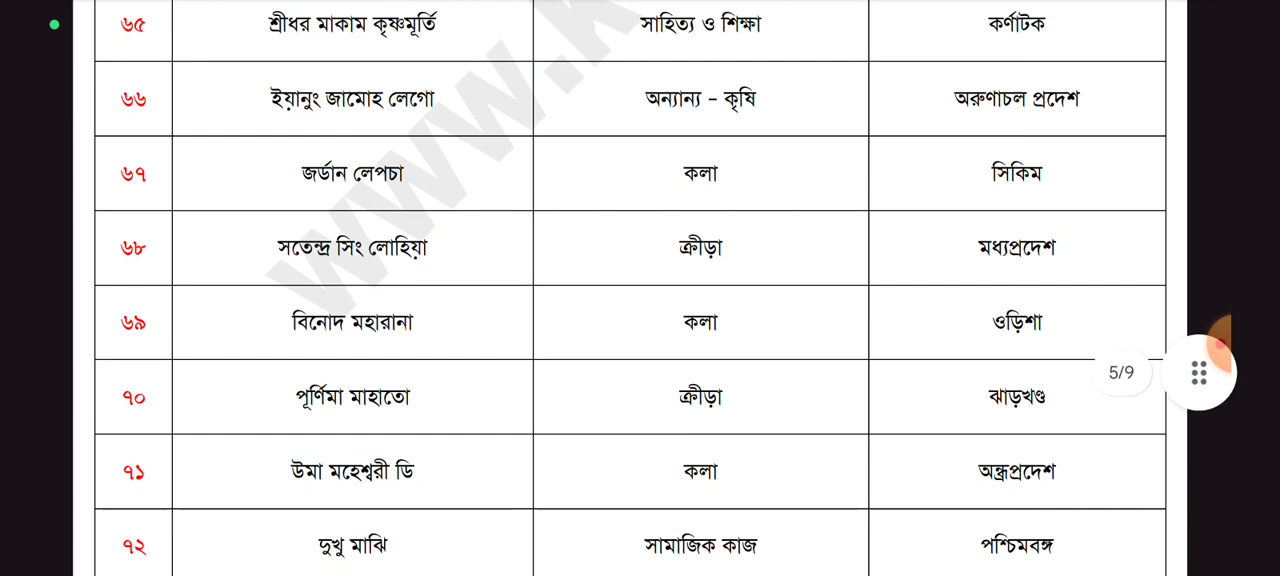 ৬৫ শ্রীধর মাকাম কৃষ্ণমূর্তি সাহিত্য ও শিক্ষা কর্ণাটক
৬৬ ইয়ানুং জামোহ লেগো অন্যান্য - কৃষি অরুণাচল প্রদেশ
৬৭ জর্ডান লেপচা কলা সিকিম
৬৮ সতেন্দ্র সিং লোহিয়া ক্রীড়া মধ্যপ্রদেশ
৬৯ বিনোদ মহারানা কলা ওড়িশা
5/9
৭০ পূর্ণিমা মাহাতো ক্রীড়া ঝাড়খণ্ড
৭১ উমা মহেশ্বরী ডি কলা অন্ধ্রপ্রদেশ
৭২ দুখু মাঝি সামাজিক কাজ পশ্চিমবঙ্গ
www.k